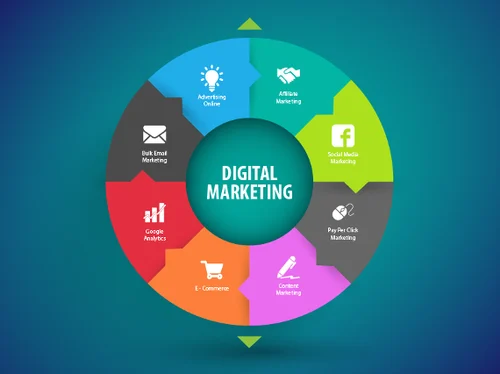 DIGITAL
MARKETING
Affiliate
Marketing
Social Media
Marketing
Pay Per Click
Marketing
Content
Marketing
E - Commerce
Google
Analytics
Bulk Email
Marketing
Advertising
Online